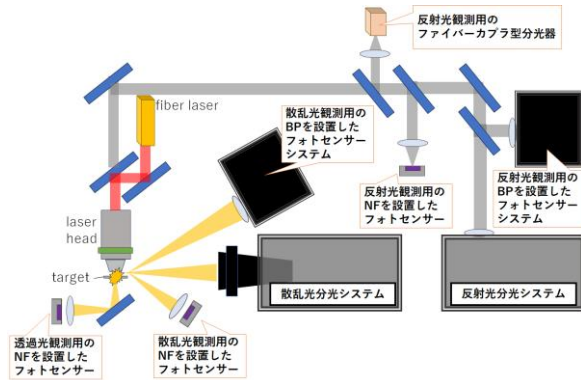 反射光観測用の
ファイバーカプラ型分光器
fiber laser
散乱光観測用の
BPを設置した
フォトセンサー
システム
反射光観測用の
NFを設置した
フォトセンサー
反射光観測用の
BPを設置した
フォトセンサー
システム
laser
head
target
散乱光分光システム
反射光分光システム
透過光観測用の
NFを設置した
フォトセンサー
散乱光観測用の
NFを設置した
フォトセンサー